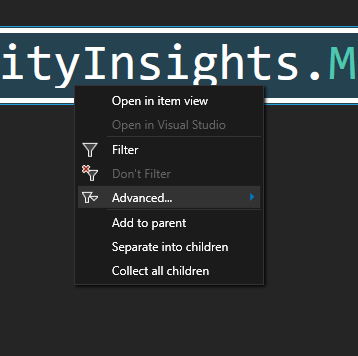 ityInsights.M
Open in item view
Open in Visual Studio
Filter
Don't Filter
Advanced...
Add to parent
Separate into children
Collect all children